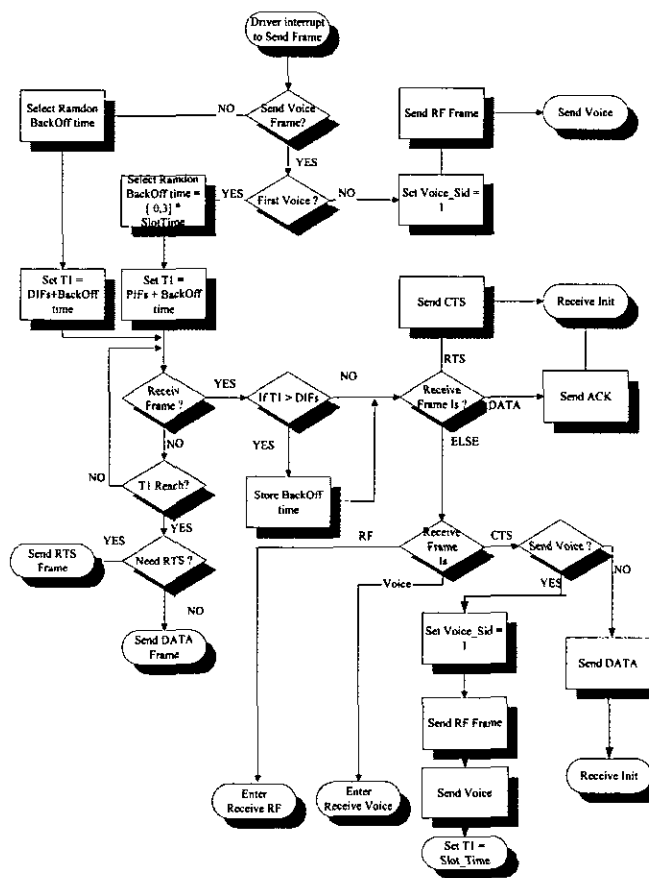 Driver interrupt
to Send Frame
Select Ramdon
BackOff time
NO
Send Voice
Frame?
Send RF Frame
Send Voice
YES
Select Ramdon
BackOff time =
[ 0,3] *
SlotTime
YES
First Voice ?
NO
Set Voice_Sid =
1
Set T1 =
DIFs+BackOff
time
Set T1 =
PIFs + BackOff
time
Send CTS
Receive Init
RTS
Receiv
Frame ?
YES
If T1 > DIFs
NO
Receive
Frame Is ?
DATA
Send ACK
NO
YES
ELSE
NO
T1 Reach?
Store BackOff
time
YES
RF
Receive
Frame
Is
CTS
Send Voice ?
NO
YES
Send RTS
Frame
YES
Need RTS ?
Voice
NO
Set Voice_Sid =
1
Send DATA
Frame
Send DATA
Send RF Frame
Enter
Receive RF
Enter
Receive Voice
Send Voice
Receive Init
Set T1 =
Slot_Time